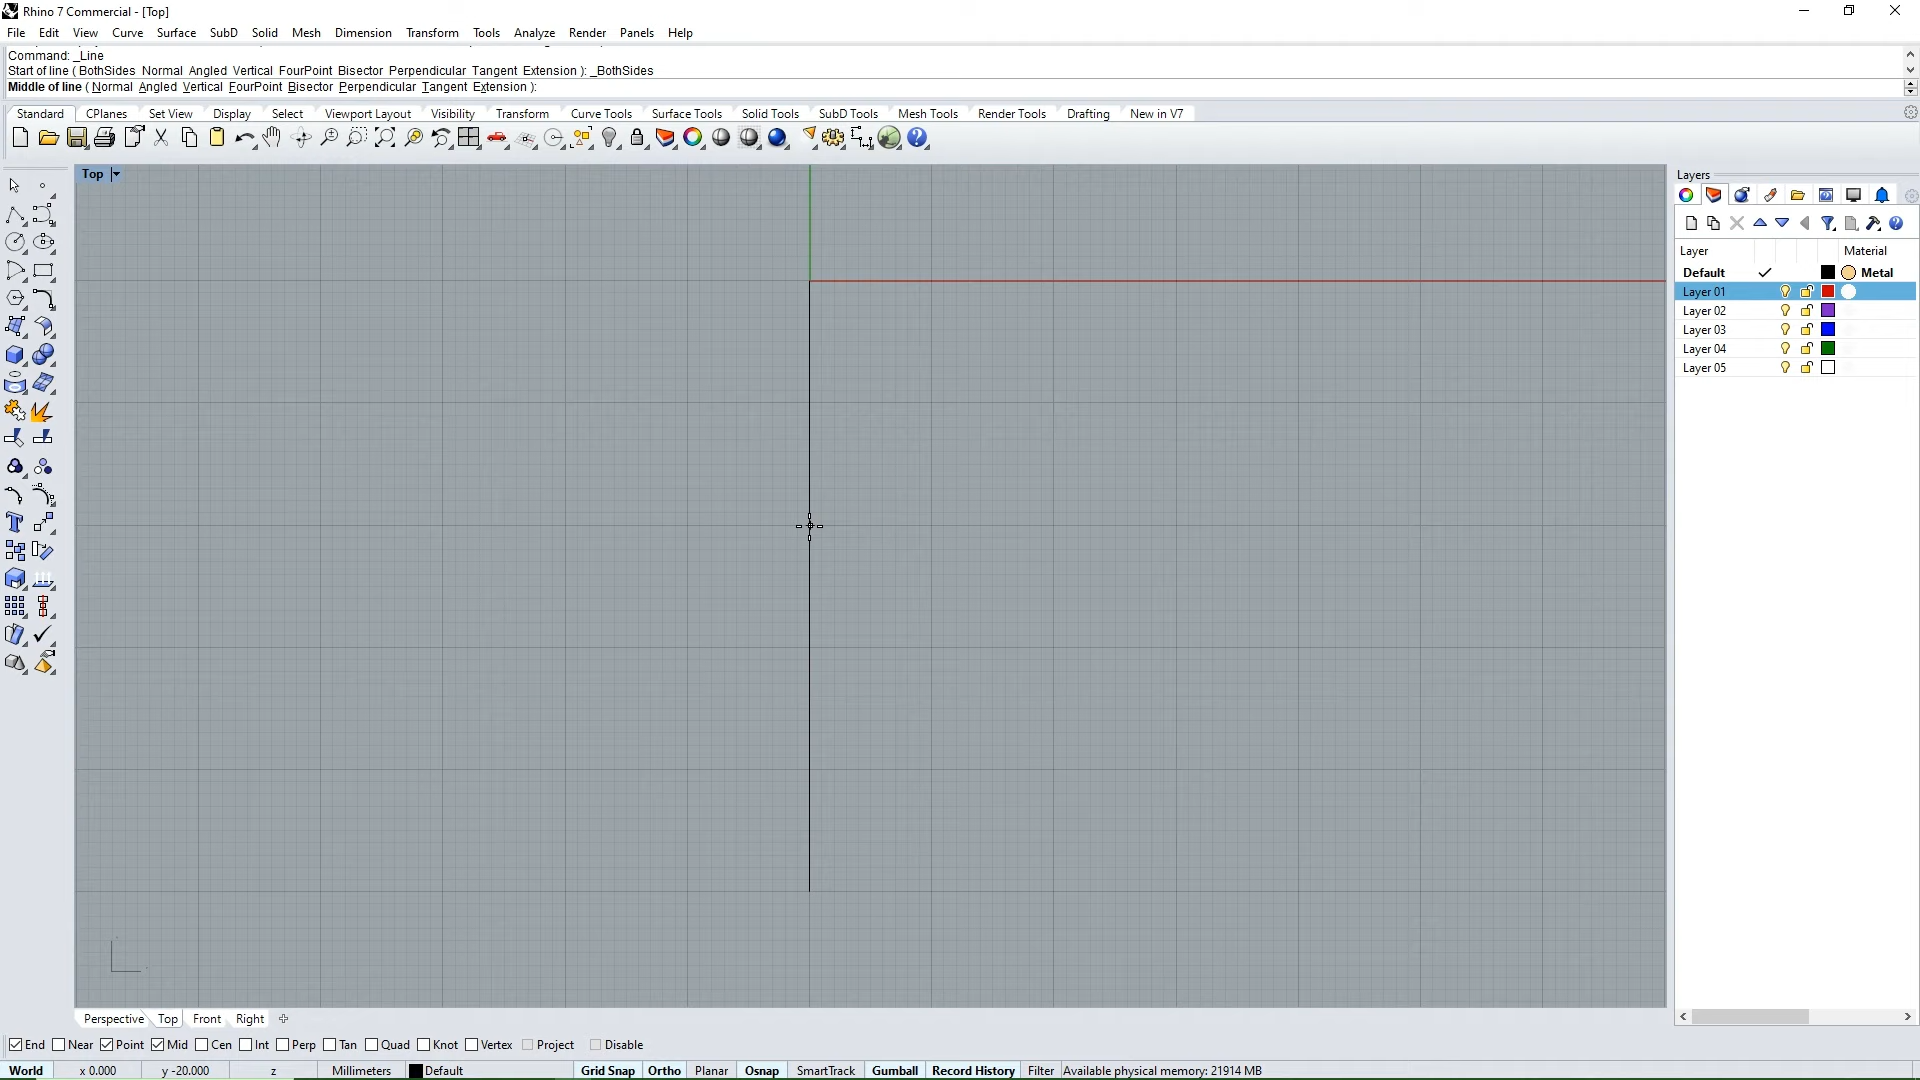 Rhino 7 Commercial - [Top]
File Edit View Curve Surface SubD Solid Mesh Dimension Transform Tools Analyze Render Panels Help
Command: _Line
Start of line ( BothSides Normal Angled Vertical FourPoint Bisector Perpendicular Tangent Extension ): _BothSides
Middle of line ( Normal Angled Vertical FourPoint Bisector Perpendicular Tangent Extension ):
Standard CPlanes Set View Display Select Viewport Layout Visibility Transform Curve Tools Surface Tools Solid Tools SubD Tools Mesh Tools Render Tools Drafting New in V7
Top
Layers
Layer Material
Default Metal
Layer 01
Layer 02
Layer 03
Layer 04
Layer 05
Perspective Top Front Right
End Near Point Mid Cen Int Perp Tan Quad Knot Vertex Project Disable
World x 0.000 y -20.000 z Millimeters Default Grid Snap Ortho Planar Osnap SmartTrack Gumball Record History Filter Available physical memory: 21914 MB